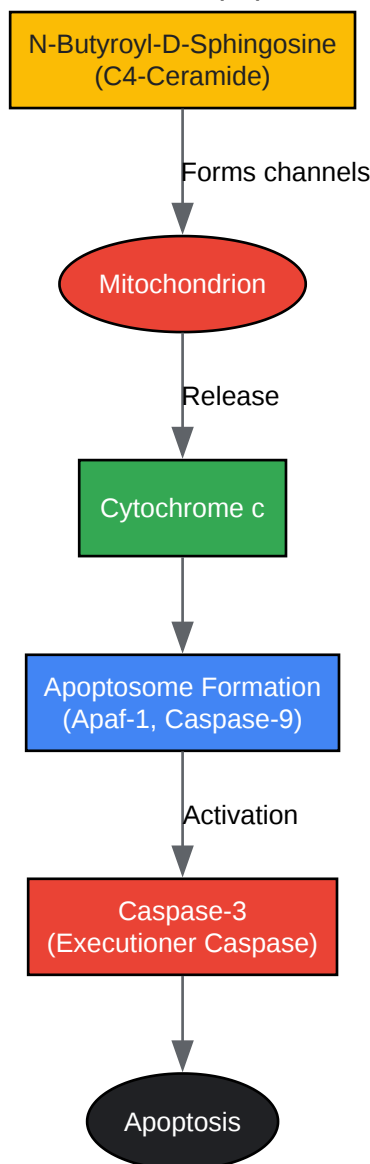 N-Butyroyl-D-Sphingosine
(C4-Ceramide)
Forms channels
Mitochondrion
Release
Cytochrome c
Apoptosome Formation
(Apaf-1, Caspase-9)
Activation
Caspase-3
(Executioner Caspase)
Apoptosis